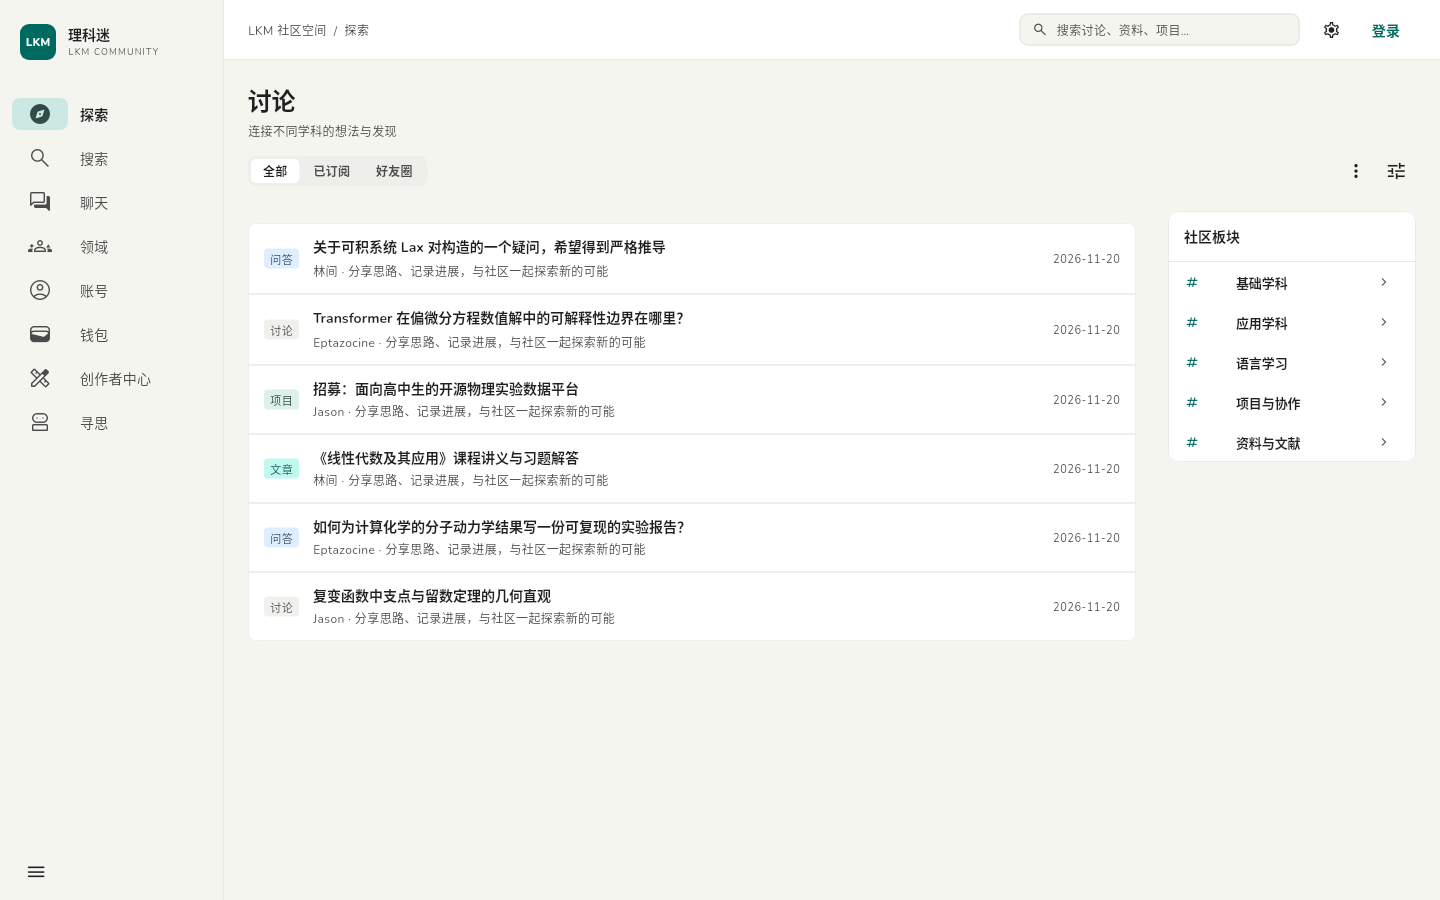 LKM
理科迷
LKM COMMUNITY
探索
搜索
聊天
领域
账号
钱包
创作者中心
寻思
LKM 社区空间 / 探索
搜索讨论、资料、项目...
登录
讨论
连接不同学科的想法与发现
全部 已订阅 好友圈
问答
关于可积系统 Lax 对构造的一个疑问，希望得到严格推导
林间 · 分享思路、记录进展，与社区一起探索新的可能
2026-11-20
讨论
Transformer 在偏微分方程数值解中的可解释性边界在哪里？
Eptazocine · 分享思路、记录进展，与社区一起探索新的可能
2026-11-20
项目
招募：面向高中生的开源物理实验数据平台
Jason · 分享思路、记录进展，与社区一起探索新的可能
2026-11-20
文章
《线性代数及其应用》课程讲义与习题解答
林间 · 分享思路、记录进展，与社区一起探索新的可能
2026-11-20
问答
如何为计算化学的分子动力学结果写一份可复现的实验报告？
Eptazocine · 分享思路、记录进展，与社区一起探索新的可能
2026-11-20
讨论
复变函数中支点与留数定理的几何直观
Jason · 分享思路、记录进展，与社区一起探索新的可能
2026-11-20
社区板块
# 基础学科
# 应用学科
# 语言学习
# 项目与协作
# 资料与文献